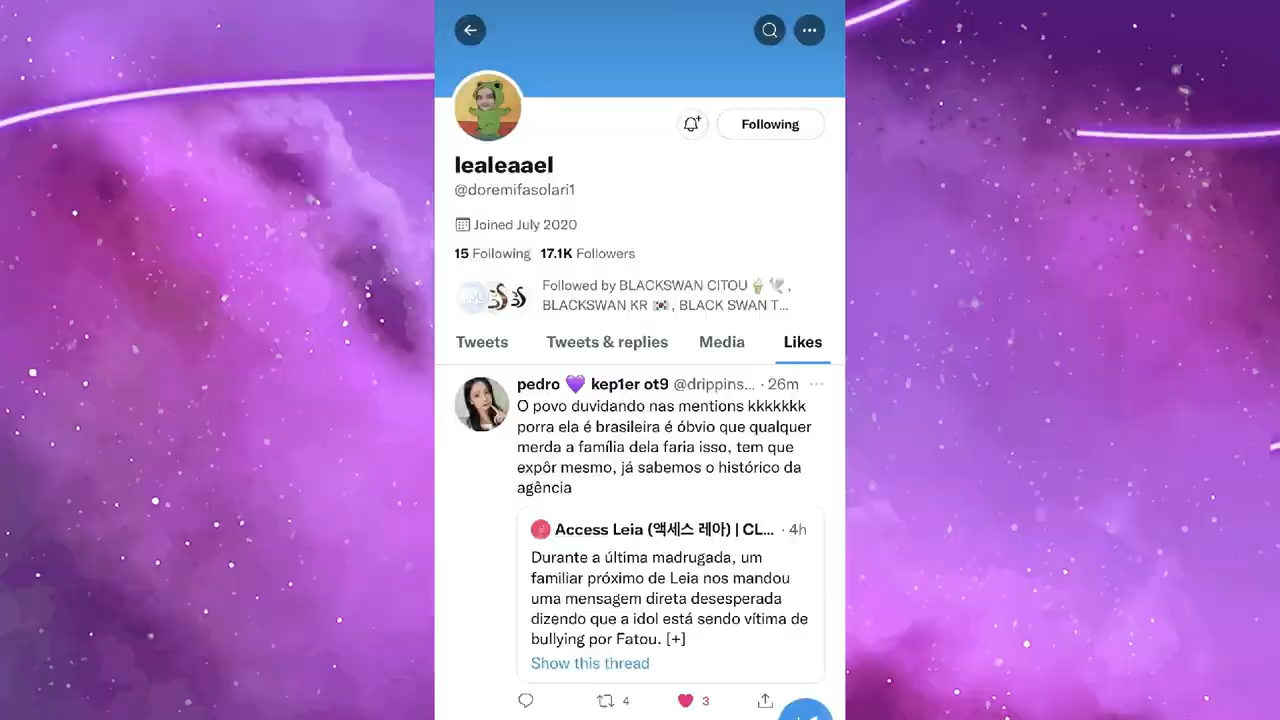 Following
lealeaael
@doremifasolari1
Joined July 2020
15 Following 17.1K Followers
Followed by BLACKSWAN CITOU🍦🕊️,
BLACKSWAN KR 🇰🇷, BLACK SWAN T...
Tweets Tweets & replies Media Likes
pedro 💜 kep1er ot9 @drippins... · 26m
O povo duvidando nas mentions kkkkkkk
porra ela é brasileira é óbvio que qualquer
merda a família dela faria isso, tem que
expôr mesmo, já sabemos o histórico da
agência
Access Leia (액세스 레아) | CL... · 4h
Durante a última madrugada, um
familiar próximo de Leia nos mandou
uma mensagem direta desesperada
dizendo que a idol está sendo vítima de
bullying por Fatou. [+]
Show this thread
4 3